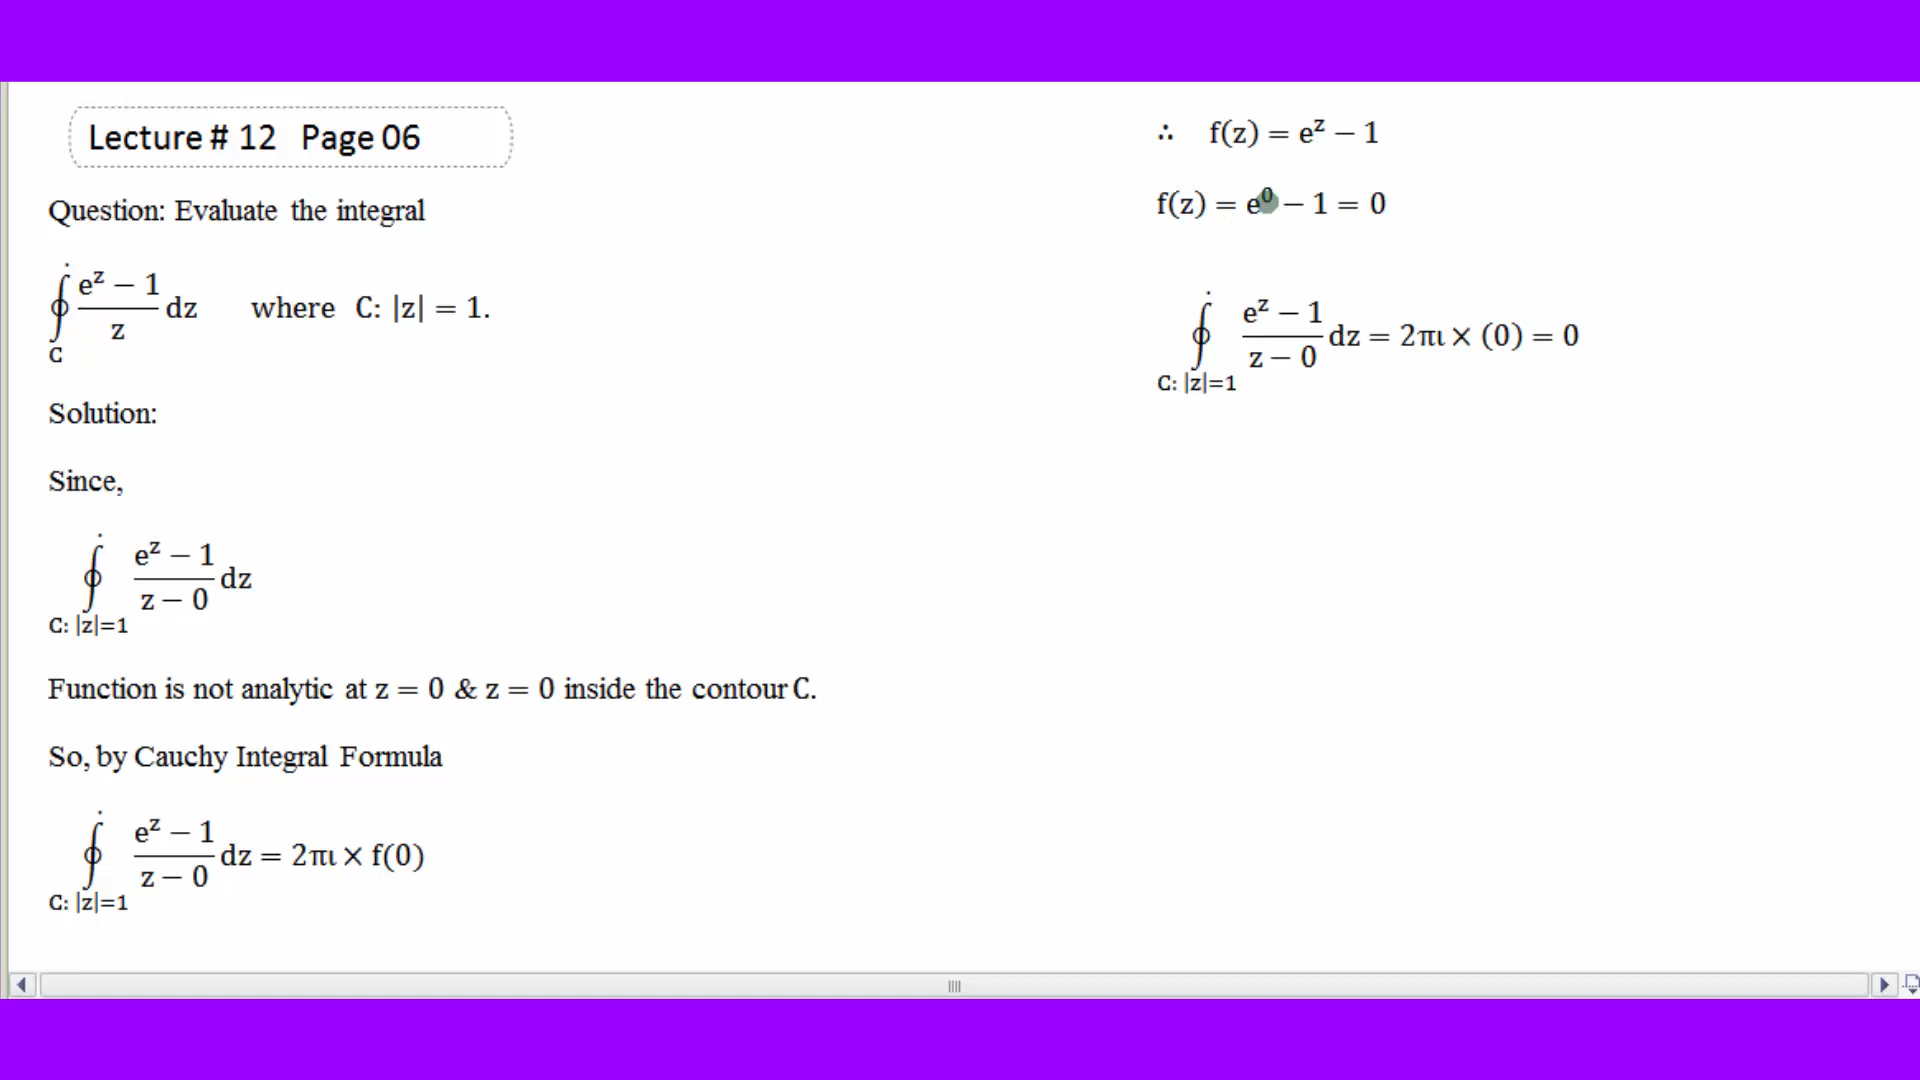 Lecture # 12 Page 06
Question: Evaluate the integral
∮_C (e^z − 1)/z dz where C: |z| = 1.
Solution:
Since,
∮_{C: |z|=1} (e^z − 1)/(z − 0) dz
Function is not analytic at z = 0 & z = 0 inside the contour C.
So, by Cauchy Integral Formula
∮_{C: |z|=1} (e^z − 1)/(z − 0) dz = 2πι × f(0)
∴ f(z) = e^z − 1
f(z) = e^0 − 1 = 0
∮_{C: |z|=1} (e^z − 1)/(z − 0) dz = 2πι × (0) = 0